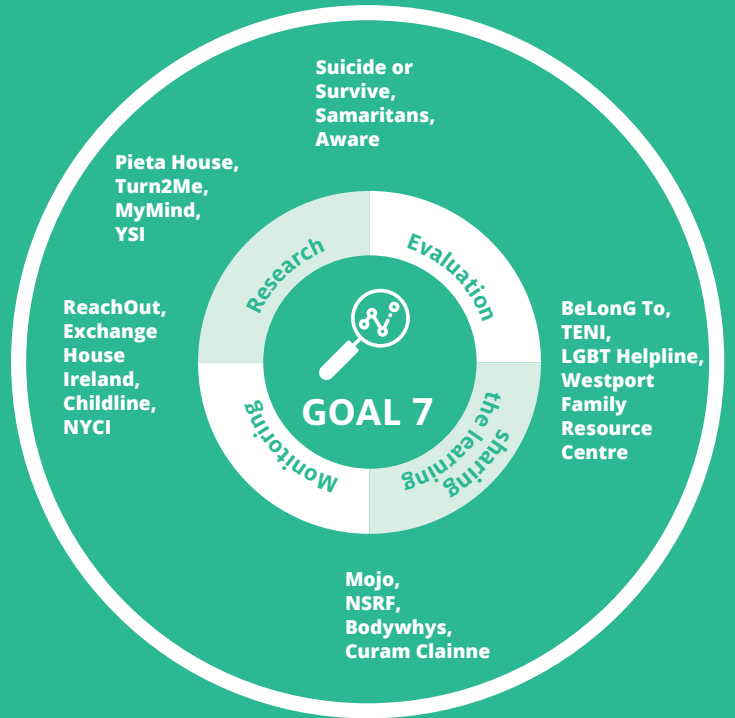 Suicide or
Survive,
Samaritans,
Aware
Pieta House,
Turn2Me,
MyMind,
YSI
Research
Evaluation
ReachOut,
Exchange
House
Ireland,
Childline,
NYCI
BeLonG To,
TENI,
LGBT Helpline,
Westport
Family
Resource
Centre
GOAL 7
Monitoring
sharing
the learning
Mojo,
NSRF,
Bodywhys,
Curam Clainne